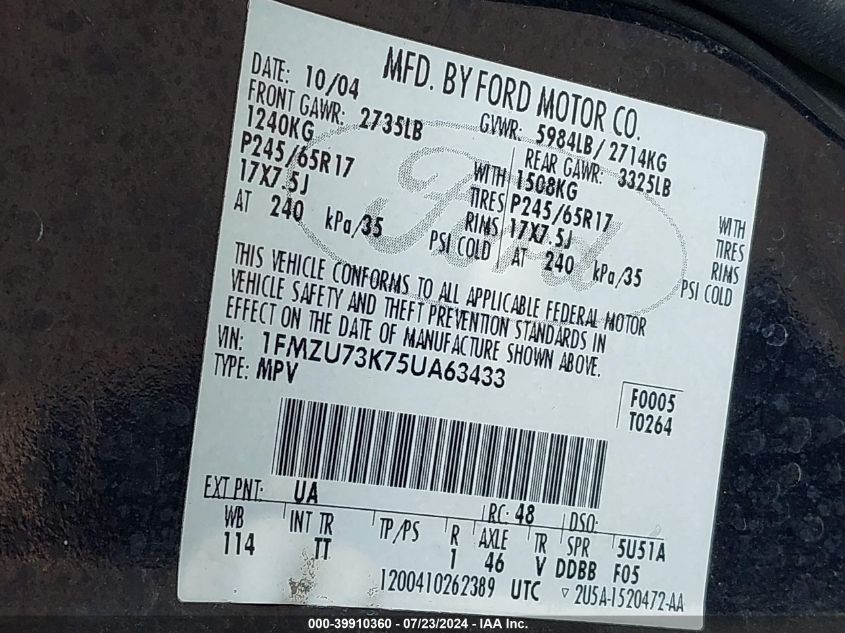 MFD. BY FORD MOTOR CO.
DATE: 10/04 GVWR: 5984LB/2714KG
FRONT GAWR: 2735LB REAR GAWR: 3325LB
1240KG WITH 1508KG WITH
P245/65R17 TIRES P245/65R17 TIRES
17X7.5J RIMS 17X7.5J RIMS
AT 240 kPa/35 PSI COLD AT 240 kPa/35 PSI COLD
Ford
THIS VEHICLE CONFORMS TO ALL APPLICABLE FEDERAL MOTOR
VEHICLE SAFETY AND THEFT PREVENTION STANDARDS IN
EFFECT ON THE DATE OF MANUFACTURE SHOWN ABOVE.
VIN: 1FMZU73K75UA63433
TYPE: MPV
F0005
T0264
EXT PNT: UA RC: 48 DSO:
WB INT TR TP/PS R AXLE TR SPR 5U51A
114 TT 1 46 V DDBB F05
1200410262389 UTC ▽ 2U5A-1520472-AA
000-39910360 - 07/23/2024 - IAA Inc.